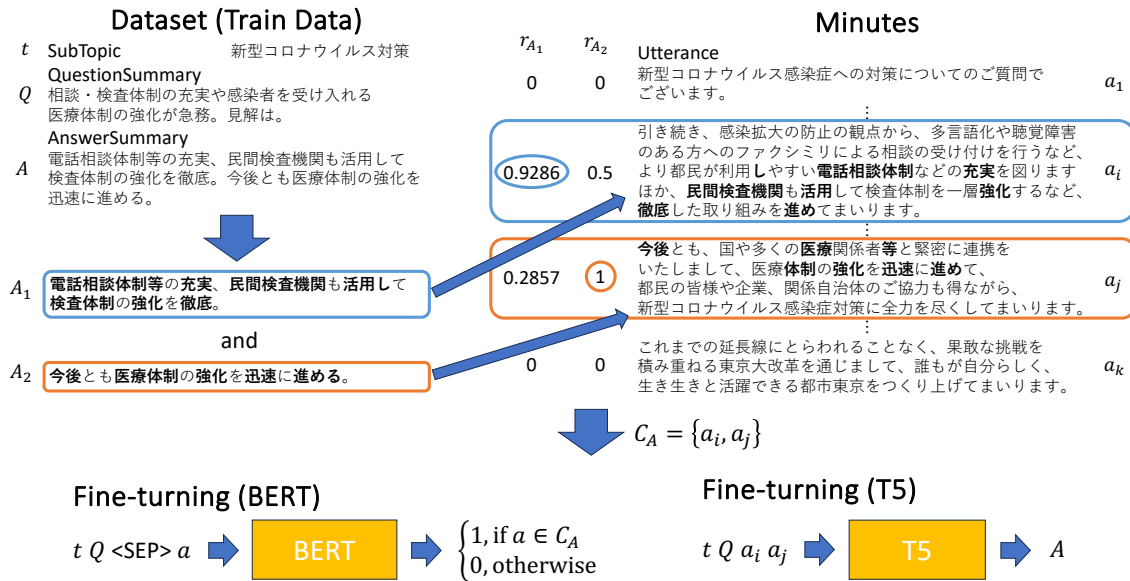 Dataset (Train Data)
t SubTopic 新型コロナウイルス対策
QuestionSummary
Q 相談・検査体制の充実や感染者を受け入れる
医療体制の強化が急務。見解は。
AnswerSummary
A 電話相談体制等の充実、民間検査機関も活用して
検査体制の強化を徹底。今後とも医療体制の強化を
迅速に進める。
A₁ 電話相談体制等の充実、民間検査機関も活用して
検査体制の強化を徹底。
and
A₂ 今後とも医療体制の強化を迅速に進める。
Minutes
r_{A₁} r_{A₂} Utterance
0 0 新型コロナウイルス感染症への対策についてのご質問で
ございます。 a₁
⋮
引き続き、感染拡大の防止の観点から、多言語化や聴覚障害
のある方へのファクシミリによる相談の受け付けを行うなど、
0.9286 0.5 より都民が利用しやすい電話相談体制などの充実を図ります aᵢ
ほか、民間検査機関も活用して検査体制を一層強化するなど、
徹底した取り組みを進めてまいります。
⋮
今後とも、国や多くの医療関係者等と緊密に連携を
0.2857 1 いたしまして、医療体制の強化を迅速に進めて、 aⱼ
都民の皆様や企業、関係自治体のご協力も得ながら、
新型コロナウイルス感染症対策に全力を尽くしてまいります。
⋮
これまでの延長線にとらわれることなく、果敢な挑戦を
0 0 積み重ねる東京大改革を通じまして、誰もが自分らしく、 aₖ
生き生きと活躍できる都市東京をつくり上げてまいります。
C_A = {aᵢ, aⱼ}
Fine-turning (BERT)
t Q <SEP> a BERT {1, if a ∈ C_A
0, otherwise
Fine-turning (T5)
t Q aᵢ aⱼ T5 A